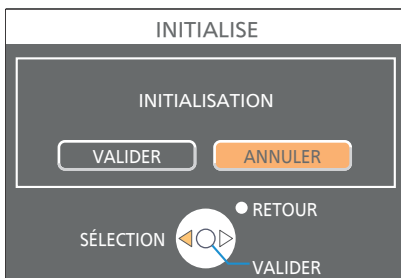 INITIALISE
INITIALISATION
VALIDER ANNULER
RETOUR
SÉLECTION
VALIDER